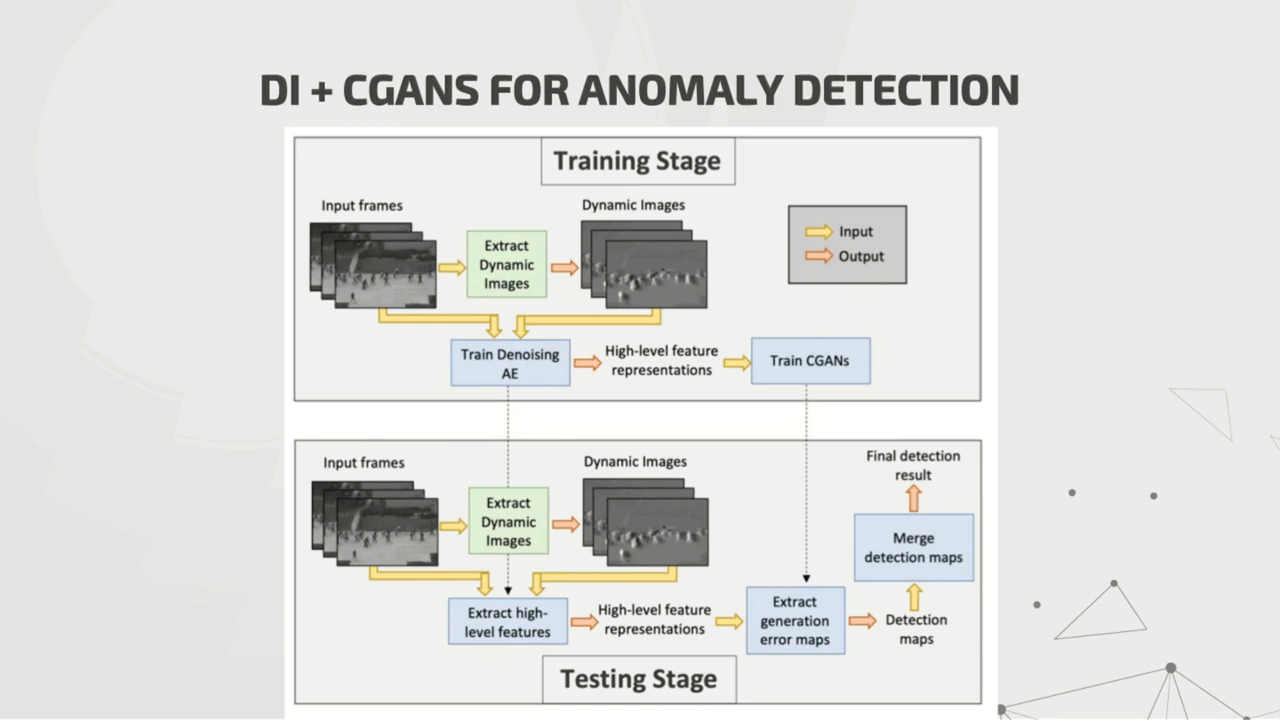 DI + CGANS FOR ANOMALY DETECTION
Training Stage
Input frames
Dynamic Images
Extract
Dynamic
Images
Input
Output
Train Denoising
AE
High-level feature
representations
Train CGANs
Input frames
Dynamic Images
Final detection
result
Extract
Dynamic
Images
Merge
detection maps
Extract high-
level features
High-level feature
representations
Extract
generation
error maps
Detection
maps
Testing Stage